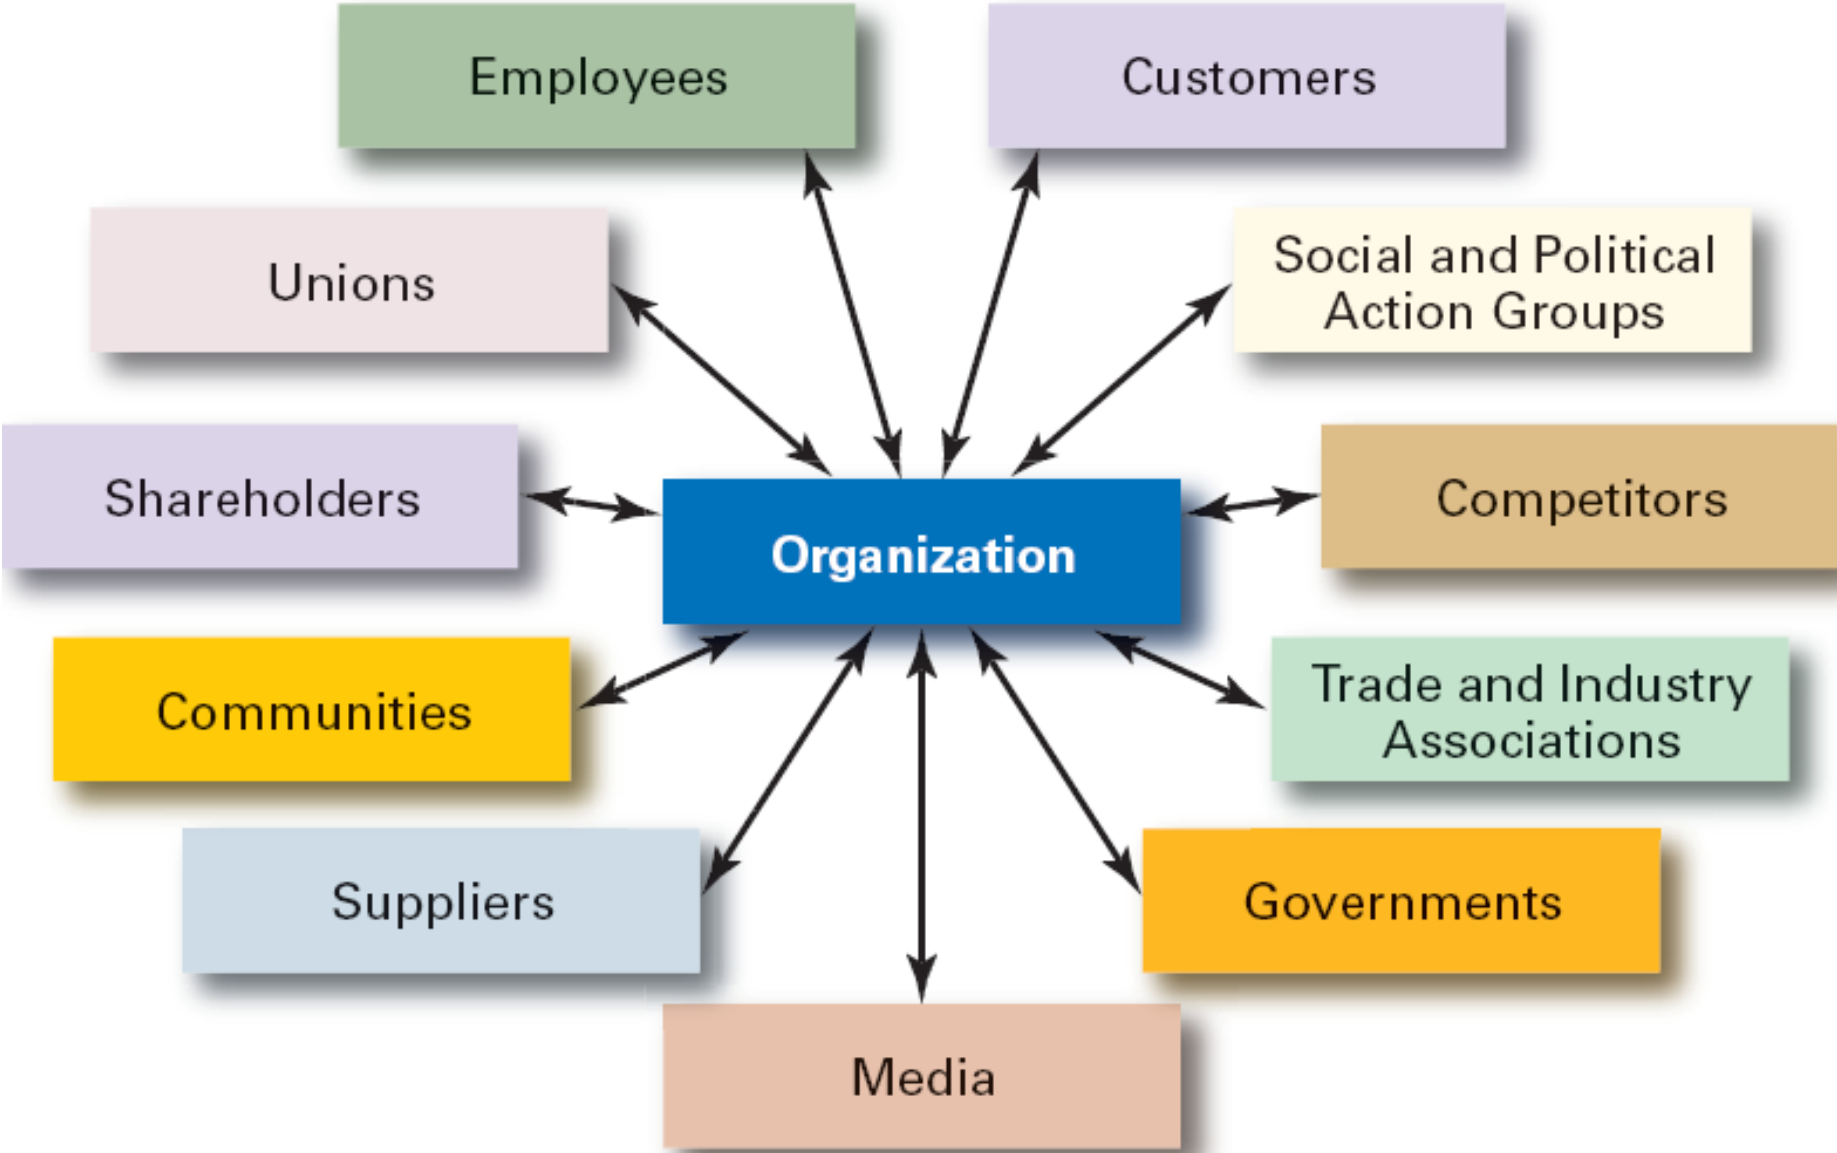 Employees
Customers
Unions
Social and Political
Action Groups
Shareholders
Competitors
Organization
Communities
Trade and Industry
Associations
Suppliers
Governments
Media